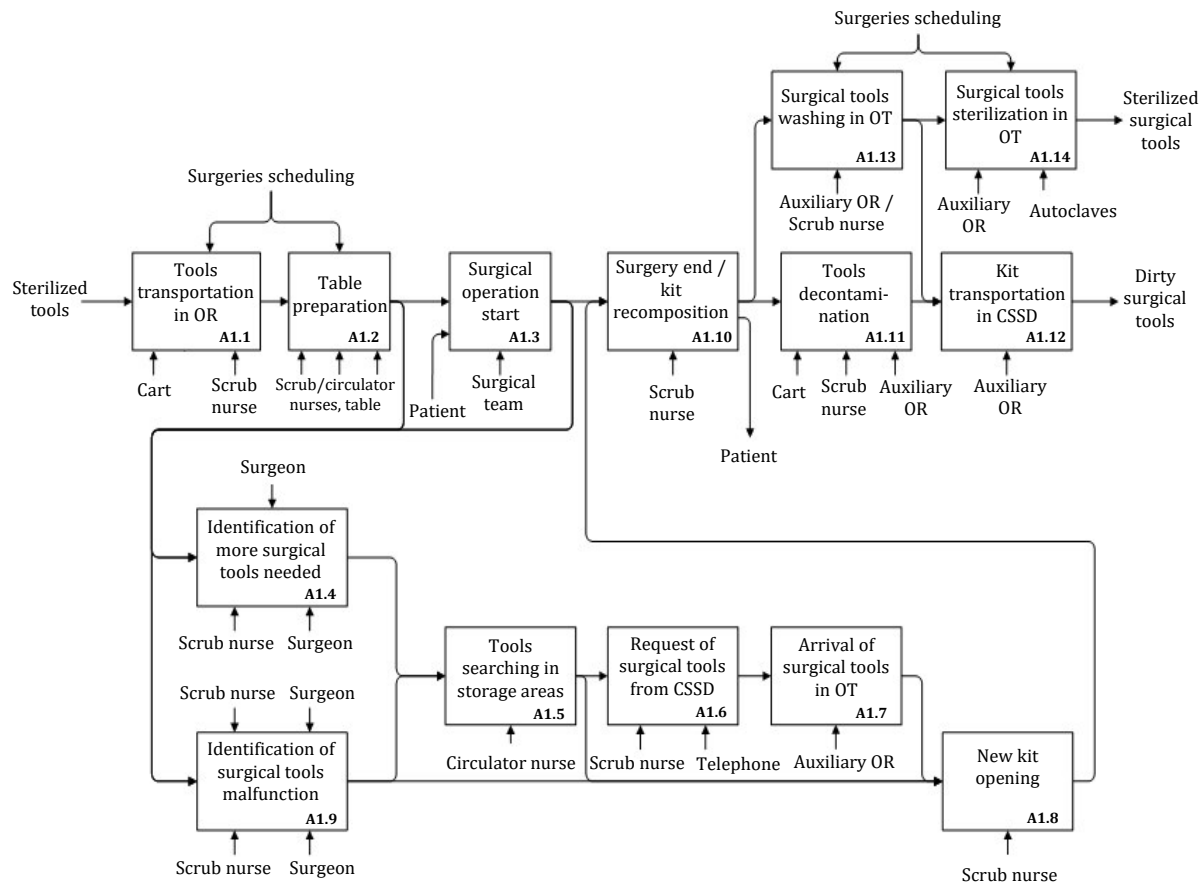 Surgeries scheduling
Surgical tools
washing in OT
A1.13
Surgical tools
sterilization in
OT
A1.14
Sterilized
surgical
tools
Auxiliary OR /
Scrub nurse
Auxiliary
OR
Autoclaves
Surgeries scheduling
Sterilized
tools
Tools
transportation
in OR
A1.1
Table
preparation
A1.2
Surgical
operation
start
A1.3
Surgery end /
kit
recomposition
A1.10
Tools
decontami-
nation
A1.11
Kit
transportation
in CSSD
A1.12
Dirty
surgical
tools
Cart
Scrub
nurse
Scrub/circulator
nurses, table
Patient
Surgical
team
Scrub
nurse
Patient
Cart
Scrub
nurse
Auxiliary
OR
Auxiliary
OR
Surgeon
Identification of
more surgical
tools needed
A1.4
Scrub nurse
Surgeon
Tools
searching in
storage areas
A1.5
Circulator nurse
Request of
surgical tools
from CSSD
A1.6
Scrub nurse
Telephone
Arrival of
surgical tools
in OT
A1.7
Auxiliary OR
Scrub nurse
Surgeon
Identification of
surgical tools
malfunction
A1.9
Scrub nurse
Surgeon
New kit
opening
A1.8
Scrub nurse